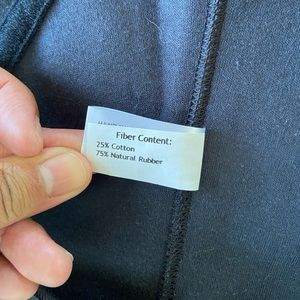 Fiber Content:
25% Cotton
75% Natural Rubber